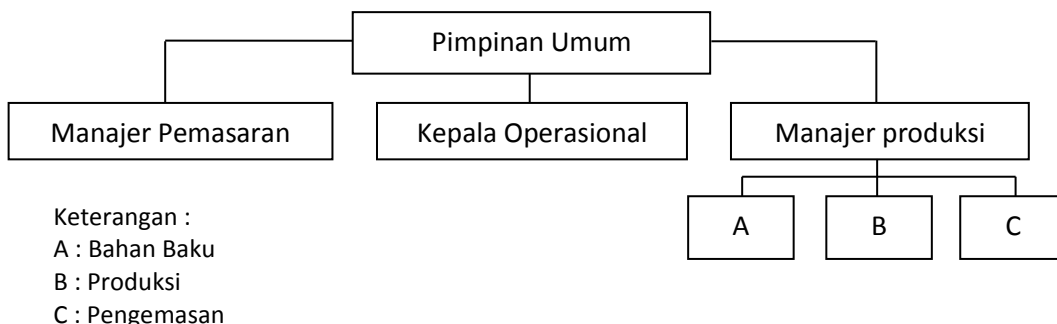 Pimpinan Umum
Manajer Pemasaran
Kepala Operasional
Manajer produksi
A
B
C
Keterangan :
A : Bahan Baku
B : Produksi
C : Pengemasan